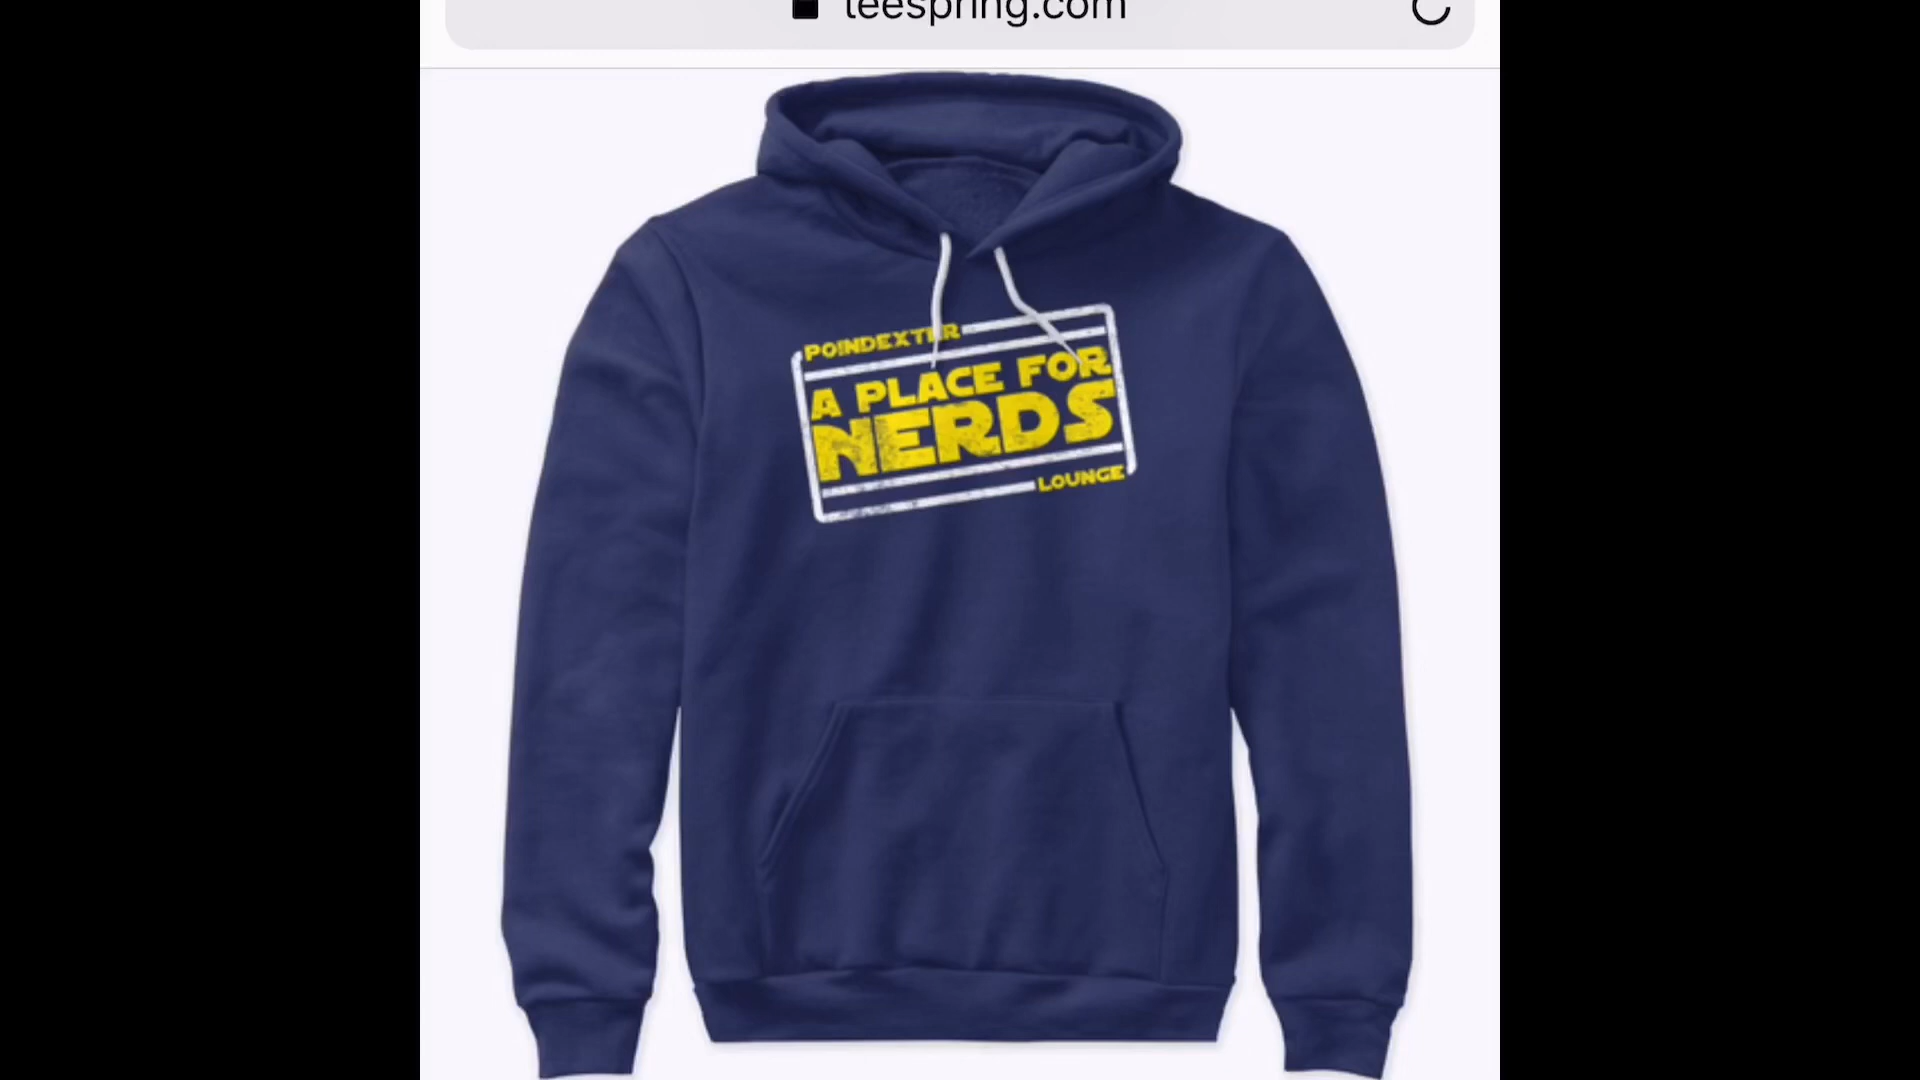 teespring.com
POINDEXTER
A PLACE FOR
NERDS
LOUNGE